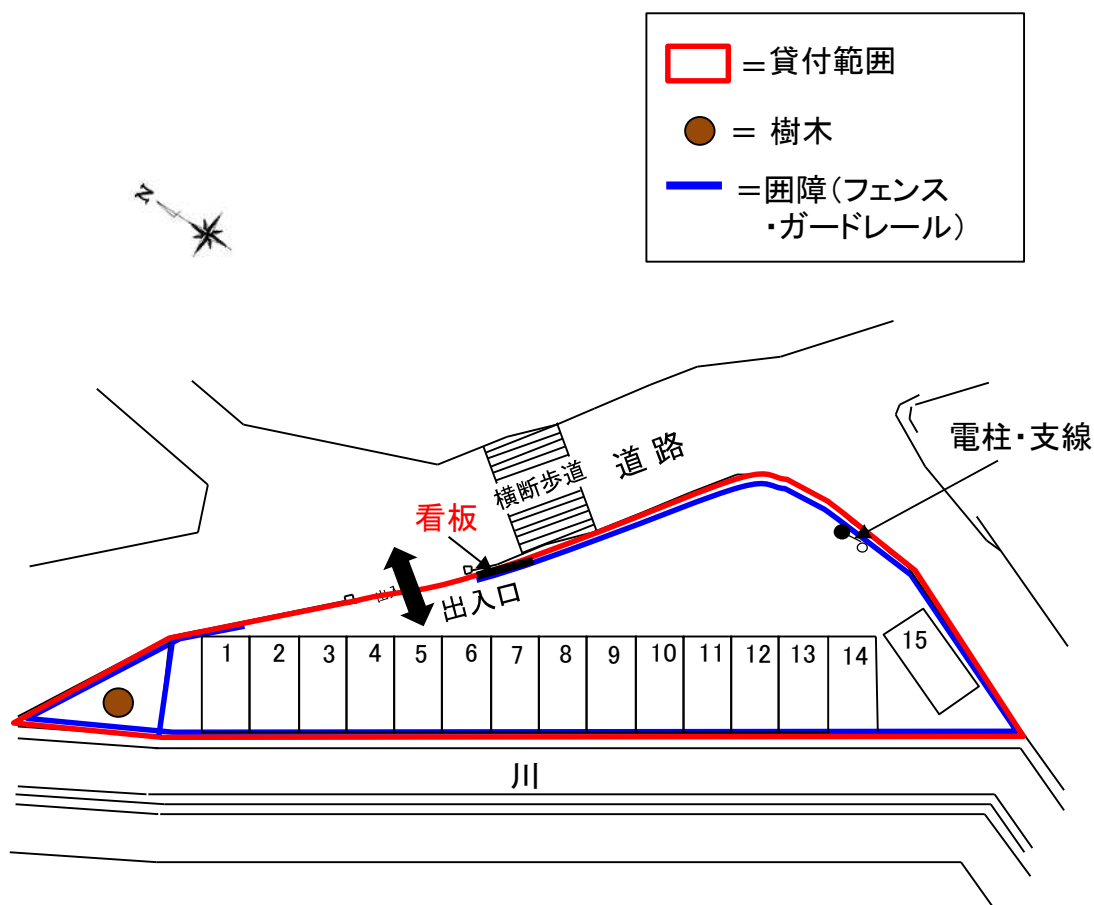 =貸付範囲
= 樹木
=囲障(フェンス
・ガードレール)
N
電柱・支線
道路
横断歩道
看板
出入口
1 2 3 4 5 6 7 8 9 10 11 12 13 14 15
川